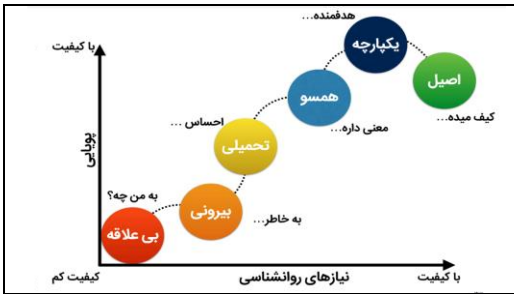 هدفمنده...
با کیفیت
یکپارچه
اصیل
همسو
کیف میده...
احساس ...
معنی داره...
تحمیلی
پویایی
به من چه؟
بیرونی
به خاطر...
بی علاقه
کیفیت کم
نیازهای روانشناسی
با کیفیت